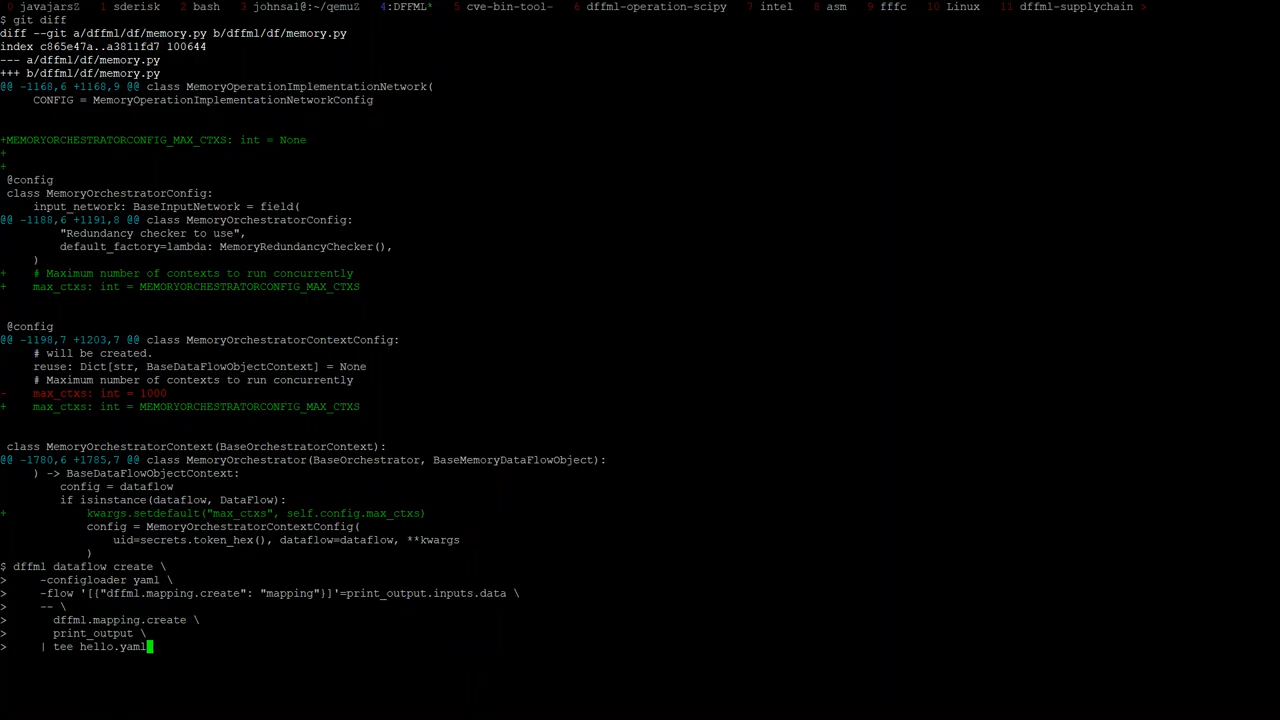 0 javajarsZ 1 sderisk 2 bash 3 johnsal@:~/qemuZ 4:DFFML* 5 cve-bin-tool- 6 dffml-operation-scipy 7 intel 8 asm 9 fffc 10 Linux 11 dffml-supplychain >
$ git diff
diff --git a/dffml/df/memory.py b/dffml/df/memory.py
index c865e47a..a3811fd7 100644
--- a/dffml/df/memory.py
+++ b/dffml/df/memory.py
@@ -1168,6 +1168,9 @@ class MemoryOperationImplementationNetwork(
     CONFIG = MemoryOperationImplementationNetworkConfig
+MEMORYORCHESTRATORCONFIG_MAX_CTXS: int = None
+
+
 @config
 class MemoryOrchestratorConfig:
     input_network: BaseInputNetwork = field(
@@ -1188,6 +1191,8 @@ class MemoryOrchestratorConfig:
         "Redundancy checker to use",
         default_factory=lambda: MemoryRedundancyChecker(),
     )
+    # Maximum number of contexts to run concurrently
+    max_ctxs: int = MEMORYORCHESTRATORCONFIG_MAX_CTXS
 @config
@@ -1198,7 +1203,7 @@ class MemoryOrchestratorContextConfig:
     # will be created.
     reuse: Dict[str, BaseDataFlowObjectContext] = None
     # Maximum number of contexts to run concurrently
-    max_ctxs: int = 1000
+    max_ctxs: int = MEMORYORCHESTRATORCONFIG_MAX_CTXS
 class MemoryOrchestratorContext(BaseOrchestratorContext):
@@ -1780,6 +1785,7 @@ class MemoryOrchestrator(BaseOrchestrator, BaseMemoryDataFlowObject):
     ) -> BaseDataFlowObjectContext:
         config = dataflow
         if isinstance(dataflow, DataFlow):
+            kwargs.setdefault("max_ctxs", self.config.max_ctxs)
             config = MemoryOrchestratorContextConfig(
                 uid=secrets.token_hex(), dataflow=dataflow, **kwargs
             )
$ dffml dataflow create \
>     -configloader yaml \
>     -flow '[{"dffml.mapping.create": "mapping"}]'=print_output.inputs.data \
>     -- \
>       dffml.mapping.create \
>       print_output \
>     | tee hello.yaml